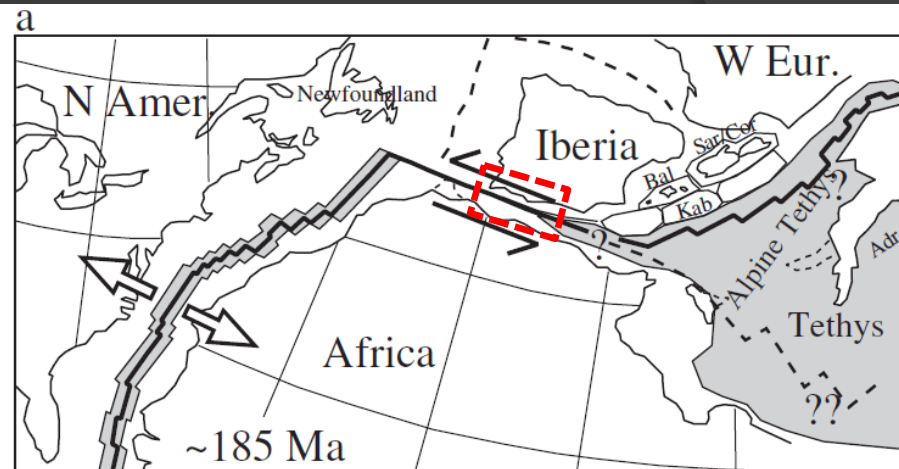 a
W Eur.
N Amer.
Newfoundland
Iberia
Sar/Cor
Bal
Kab
?
?
Alpine Tethys
Adr
Tethys
Africa
??
~185 Ma